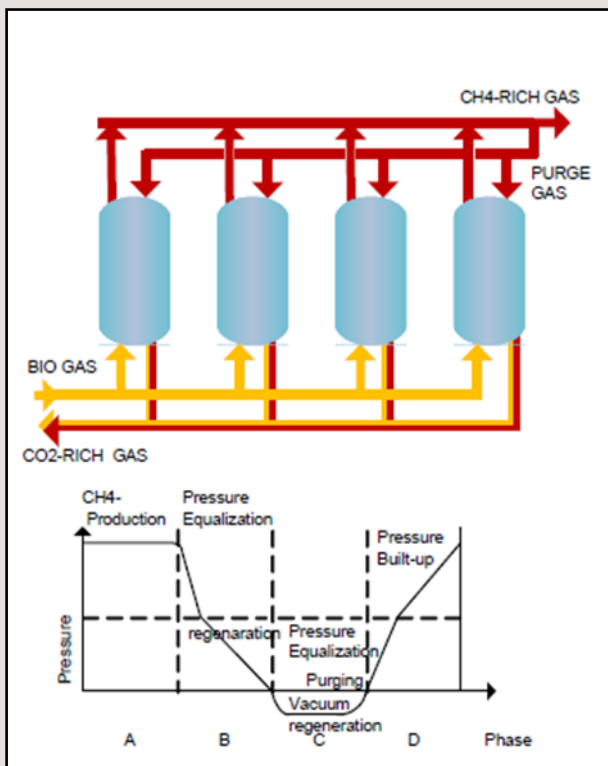 CH4-RICH GAS
PURGE
GAS
BIO GAS
CO2-RICH GAS
CH4-
Production
Pressure
Equalization
Pressure
Built-up
regenaration
Pressure
Equalization
Purging
Vacuum
regeneration
Pressure
A B C D Phase